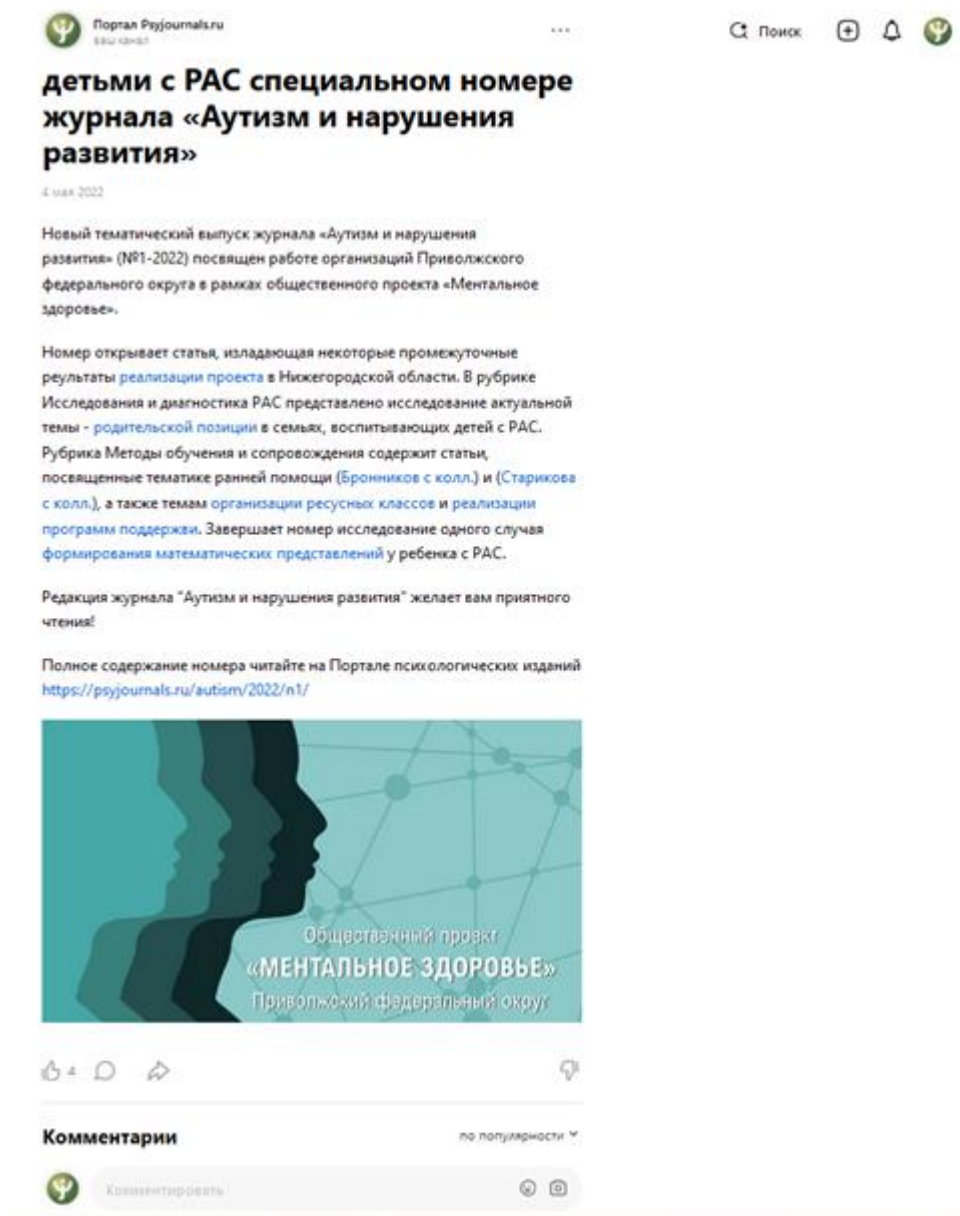 Портал Psyjournals.ru
ваш канал
Поиск
детьми с РАС специальном номере
журнала «Аутизм и нарушения
развития»
4 мая 2022
Новый тематический выпуск журнала «Аутизм и нарушения
развития» (№1-2022) посвящен работе организаций Приволжского
федерального округа в рамках общественного проекта «Ментальное
здоровье».
Номер открывает статья, изладающая некоторые промежуточные
реультаты реализации проекта в Нижегородской области. В рубрике
Исследования и диагностика РАС представлено исследование актуальной
темы - родительской позиции в семьях, воспитывающих детей с РАС.
Рубрика Методы обучения и сопровождения содержит статьи,
посвященные тематике ранней помощи (Бронников с колл.) и (Старикова
с колл.), а также темам организации ресусных классов и реализации
программ поддержви. Завершает номер исследование одного случая
формирования математических представлений у ребенка с РАС.
Редакция журнала "Аутизм и нарушения развития" желает вам приятного
чтения!
Полное содержание номера читайте на Портале психологических изданий
https://psyjournals.ru/autism/2022/n1/
Общественный проект
«МЕНТАЛЬНОЕ ЗДОРОВЬЕ»
Приволжский федеральный округ
4
Комментарии
по популярности
Комментировать